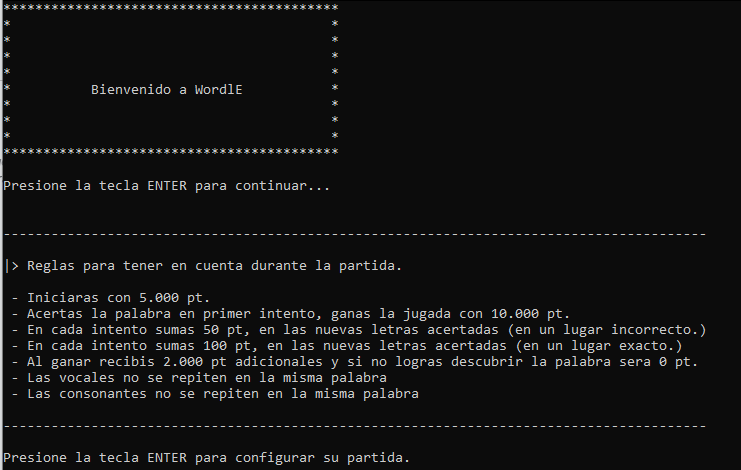 ******************************************
* *
* *
* *
* *
* Bienvenido a WordlE *
* *
* *
* *
******************************************
Presione la tecla ENTER para continuar...
----------------------------------------------------------------------------------------
|> Reglas para tener en cuenta durante la partida.
- Iniciaras con 5.000 pt.
- Acertas la palabra en primer intento, ganas la jugada con 10.000 pt.
- En cada intento sumas 50 pt, en las nuevas letras acertadas (en un lugar incorrecto.)
- En cada intento sumas 100 pt, en las nuevas letras acertadas (en un lugar exacto.)
- Al ganar recibis 2.000 pt adicionales y si no logras descubrir la palabra sera 0 pt.
- Las vocales no se repiten en la misma palabra
- Las consonantes no se repiten en la misma palabra
----------------------------------------------------------------------------------------
Presione la tecla ENTER para configurar su partida.